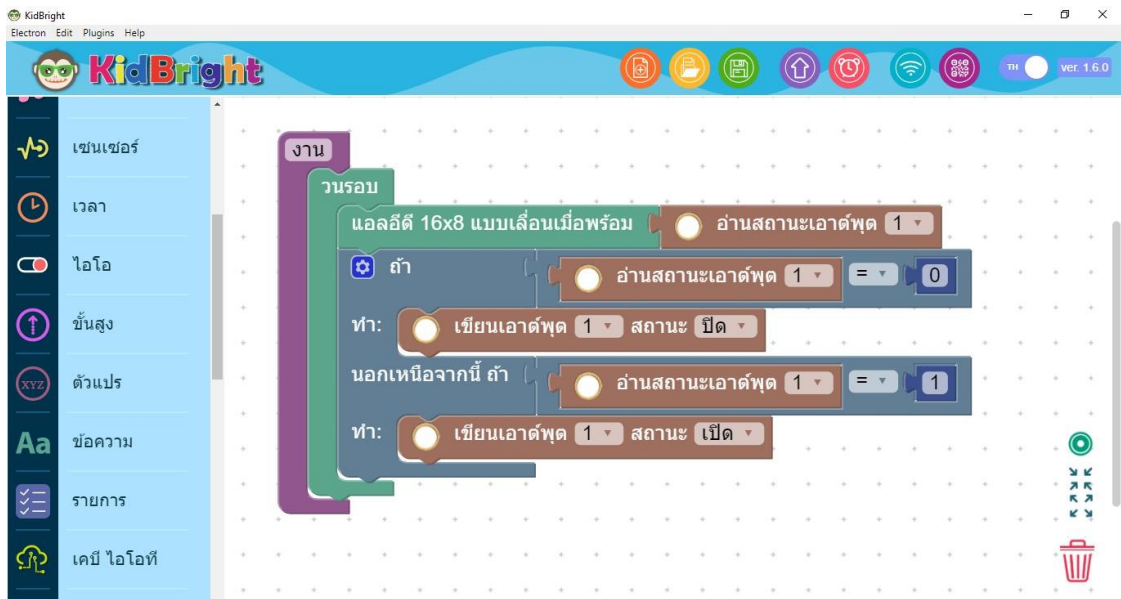 KidBright
Electron Edit Plugins Help
KidBright
TH
ver. 1.6.0
เซนเซอร์
เวลา
ไอโอ
ขั้นสูง
XYZ ตัวแปร
Aa ข้อความ
รายการ
เคบี ไอโอที
งาน
วนรอบ
แอลอีดี 16x8 แบบเลื่อนเมื่อพร้อม อ่านสถานะเอาต์พุต 1
ถ้า อ่านสถานะเอาต์พุต 1 = 0
ทำ: เขียนเอาต์พุต 1 สถานะ ปิด
นอกเหนือจากนี้ ถ้า อ่านสถานะเอาต์พุต 1 = 1
ทำ: เขียนเอาต์พุต 1 สถานะ เปิด